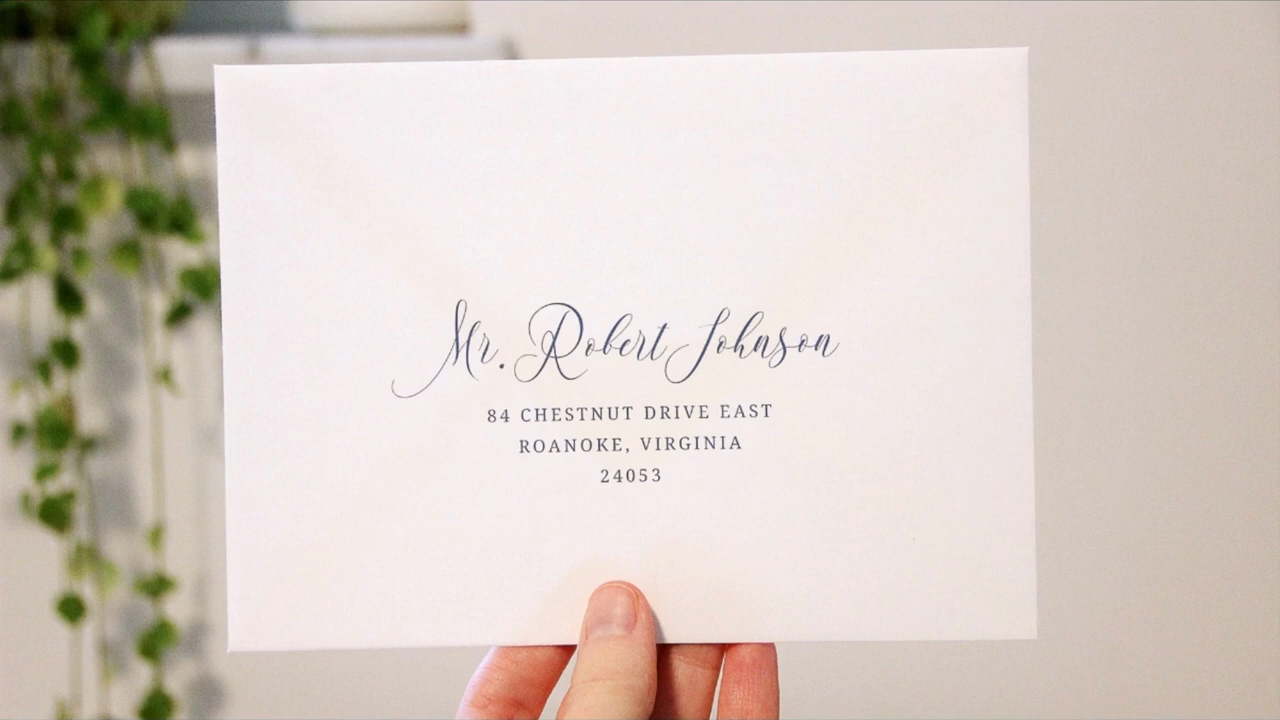 Mr. Robert Johnson
84 CHESTNUT DRIVE EAST
ROANOKE, VIRGINIA
24053